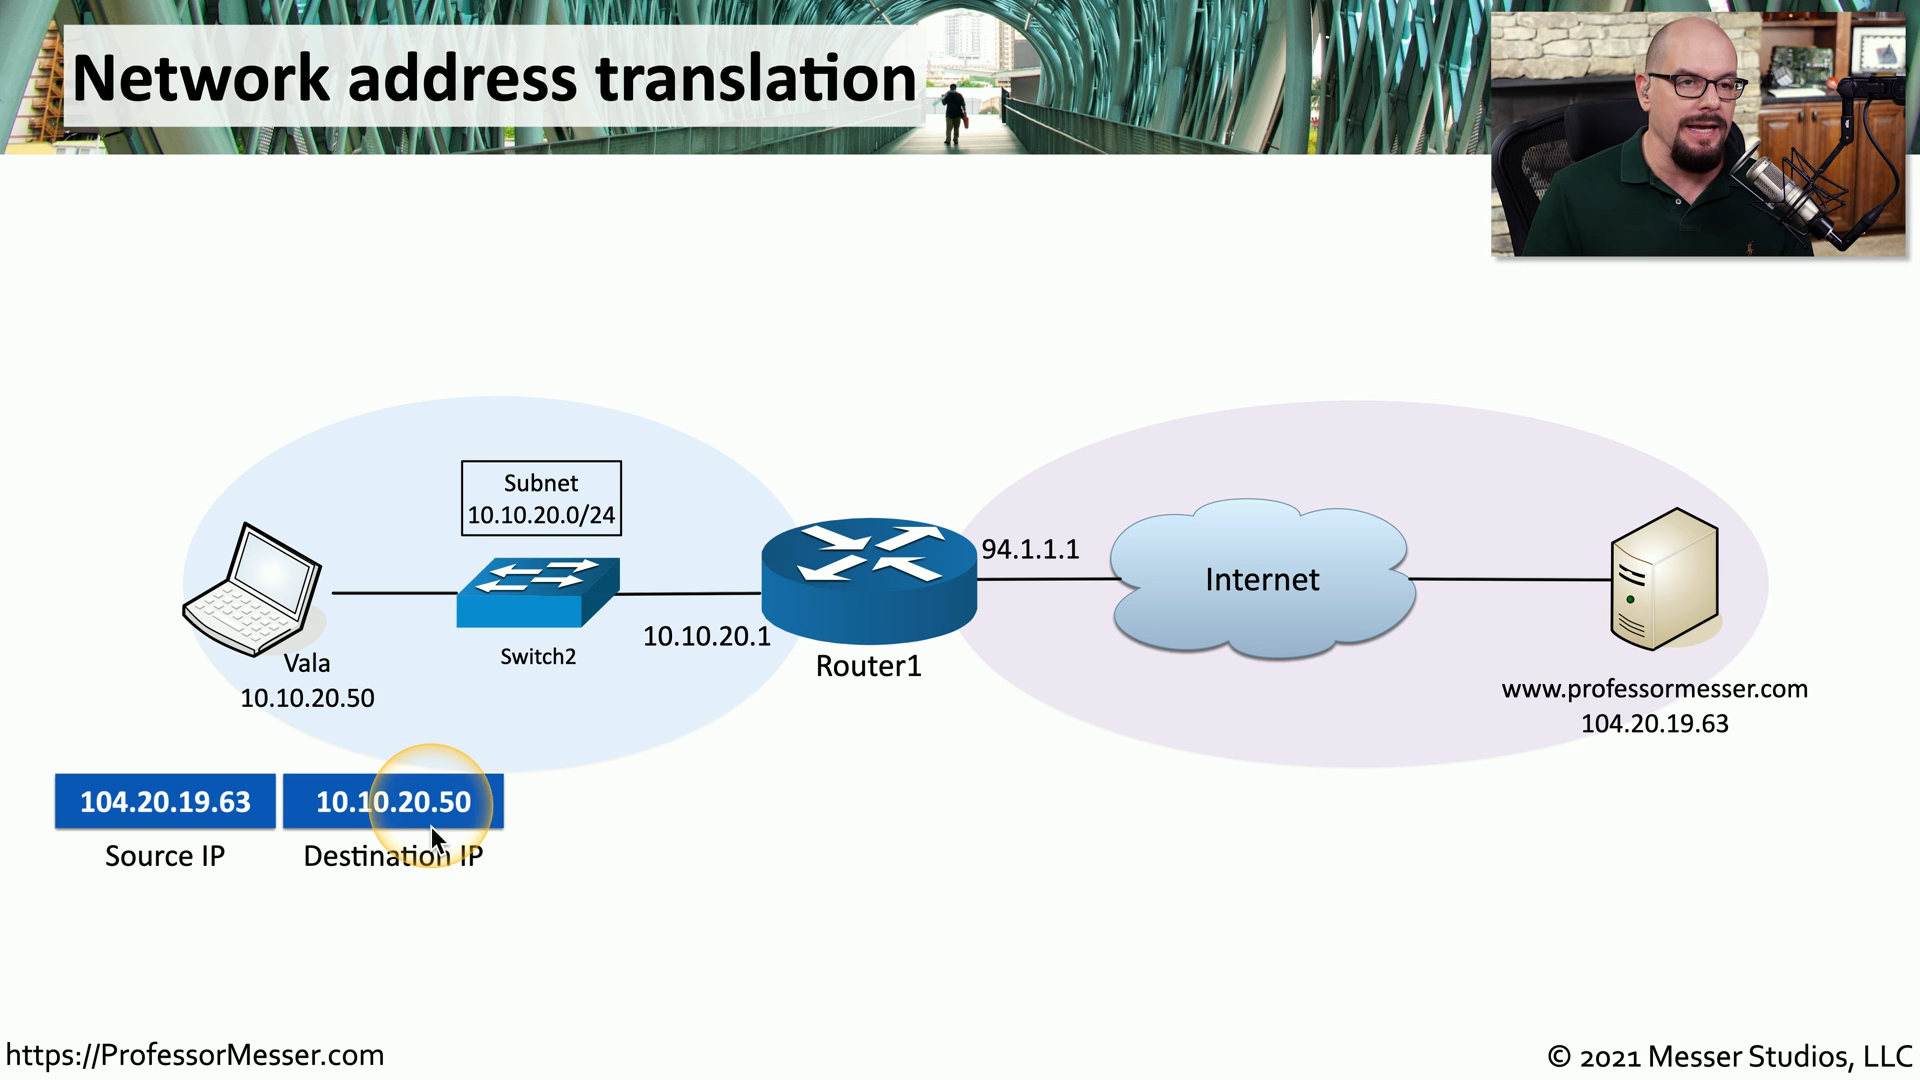 Network address translation
Subnet
10.10.20.0/24
94.1.1.1
Internet
10.10.20.1
Switch2
Router1
Vala
10.10.20.50
www.professormesser.com
104.20.19.63
104.20.19.63
10.10.20.50
Source IP
Destination IP
https://ProfessorMesser.com
© 2021 Messer Studios, LLC